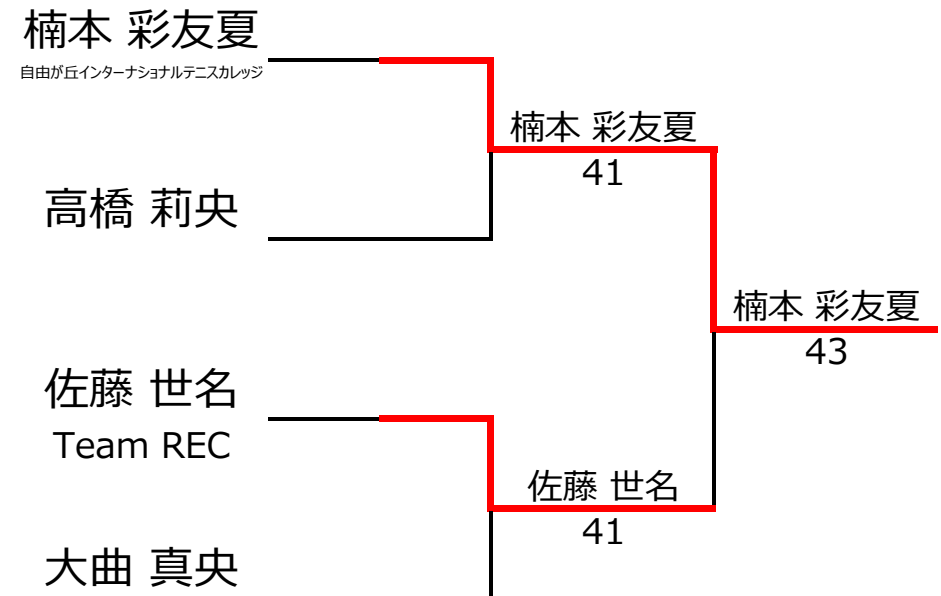 楠本 彩友夏
自由が丘インターナショナルテニスカレッジ
楠本 彩友夏
41
高橋 莉央
楠本 彩友夏
43
佐藤 世名
Team REC
佐藤 世名
41
大曲 真央